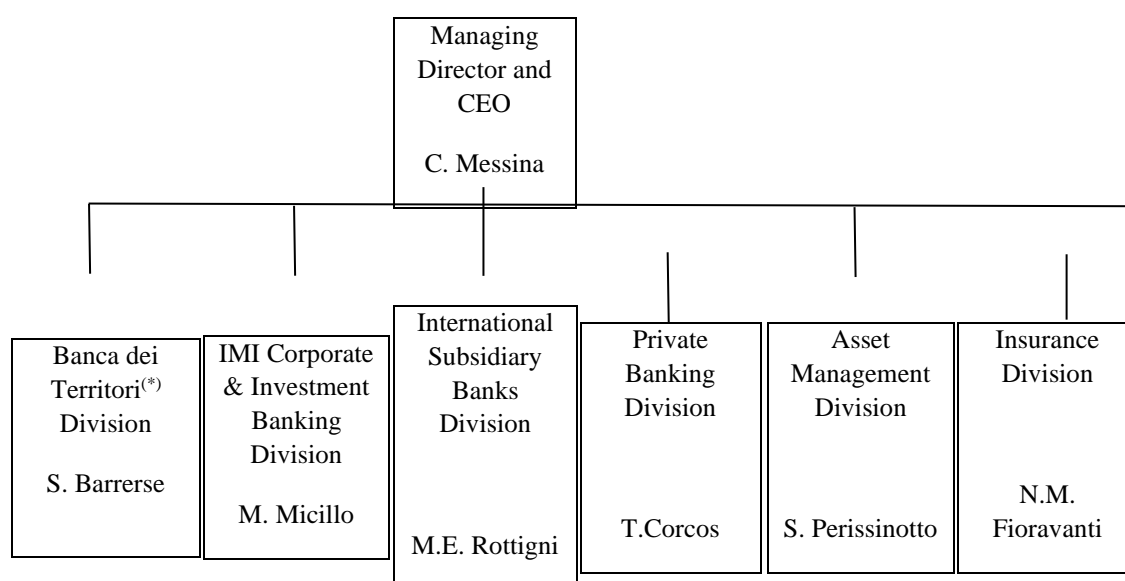 Managing
Director and
CEO
C. Messina
Banca dei
Territori(*)
Division
S. Barrerse
IMI Corporate
& Investment
Banking
Division
M. Micillo
International
Subsidiary
Banks
Division
M.E. Rottigni
Private
Banking
Division
T.Corcos
Asset
Management
Division
S. Perissinotto
Insurance
Division
N.M.
Fioravanti